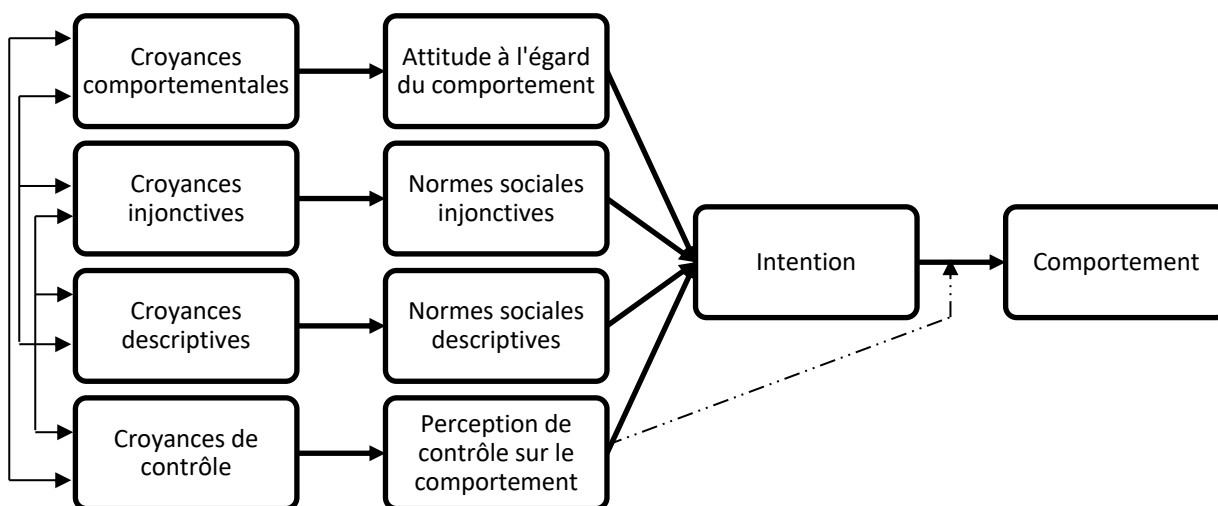 Croyances
comportementales
Attitude à l'égard
du comportement
Croyances
injonctives
Normes sociales
injonctives
Croyances
descriptives
Normes sociales
descriptives
Croyances de
contrôle
Perception de
contrôle sur le
comportement
Intention
Comportement